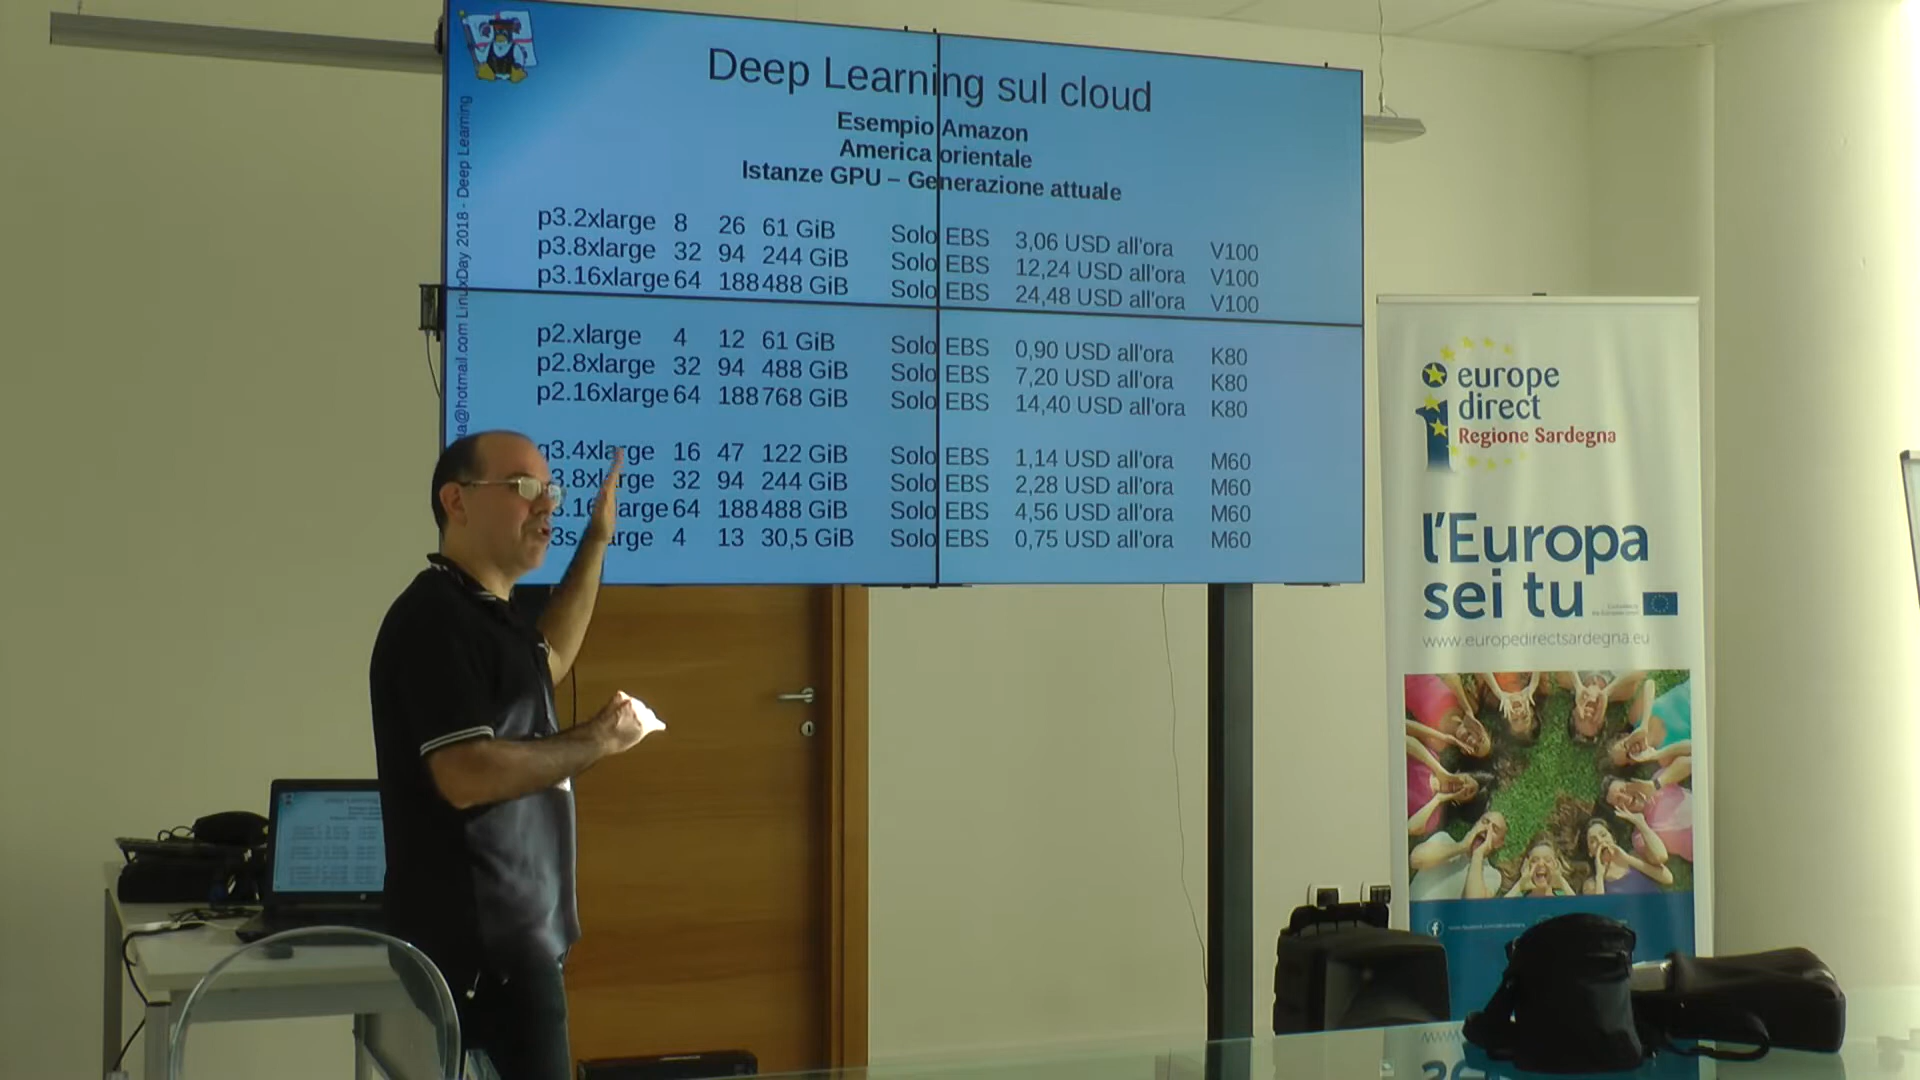 Deep Learning sul cloud
Esempio Amazon
America orientale
Istanze GPU – Generazione attuale
p3.2xlarge 8 26 61 GiB Solo EBS 3,06 USD all'ora V100
p3.8xlarge 32 94 244 GiB Solo EBS 12,24 USD all'ora V100
p3.16xlarge 64 188 488 GiB Solo EBS 24,48 USD all'ora V100
p2.xlarge 4 12 61 GiB Solo EBS 0,90 USD all'ora K80
p2.8xlarge 32 94 488 GiB Solo EBS 7,20 USD all'ora K80
p2.16xlarge 64 188 768 GiB Solo EBS 14,40 USD all'ora K80
g3.4xlarge 16 47 122 GiB Solo EBS 1,14 USD all'ora M60
32 94 244 GiB Solo EBS 2,28 USD all'ora M60
64 188 488 GiB Solo EBS 4,56 USD all'ora M60
4 13 30,5 GiB Solo EBS 0,75 USD all'ora M60
@hotmail.com LinuxDay 2018 - Deep Learning
europe
direct
Regione Sardegna
l'Europa
sei tu
www.europedirectsardegna.eu